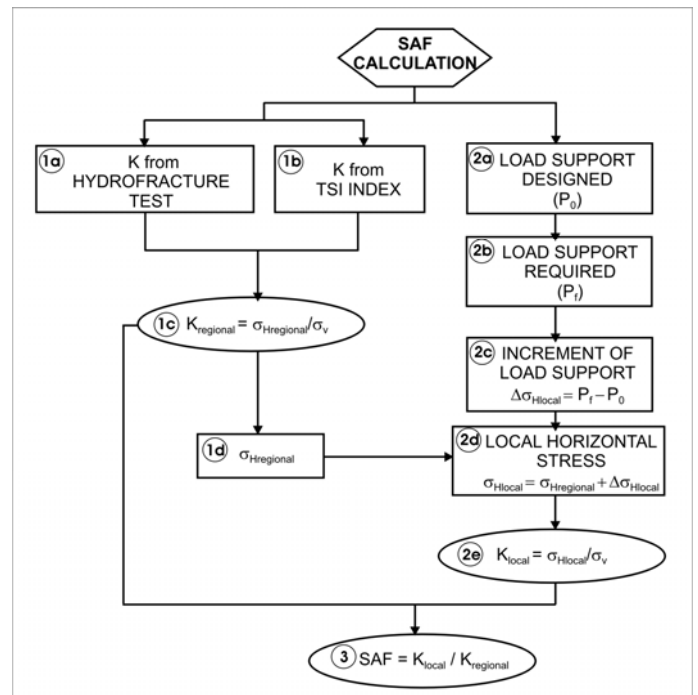 SAF
CALCULATION
1a
K from
HYDROFRACTURE
TEST
1b
K from
TSI INDEX
2a
LOAD SUPPORT
DESIGNED
(P₀)
2b
LOAD SUPPORT
REQUIRED
(Pf)
1c
Kregional = σHregional/σv
2c
INCREMENT OF
LOAD SUPPORT
ΔσHlocal = Pf – P₀
1d
σHregional
2d
LOCAL HORIZONTAL
STRESS
σHlocal = σHregional + ΔσHlocal
2e
Klocal = σHlocal/σv
3
SAF = Klocal / Kregional